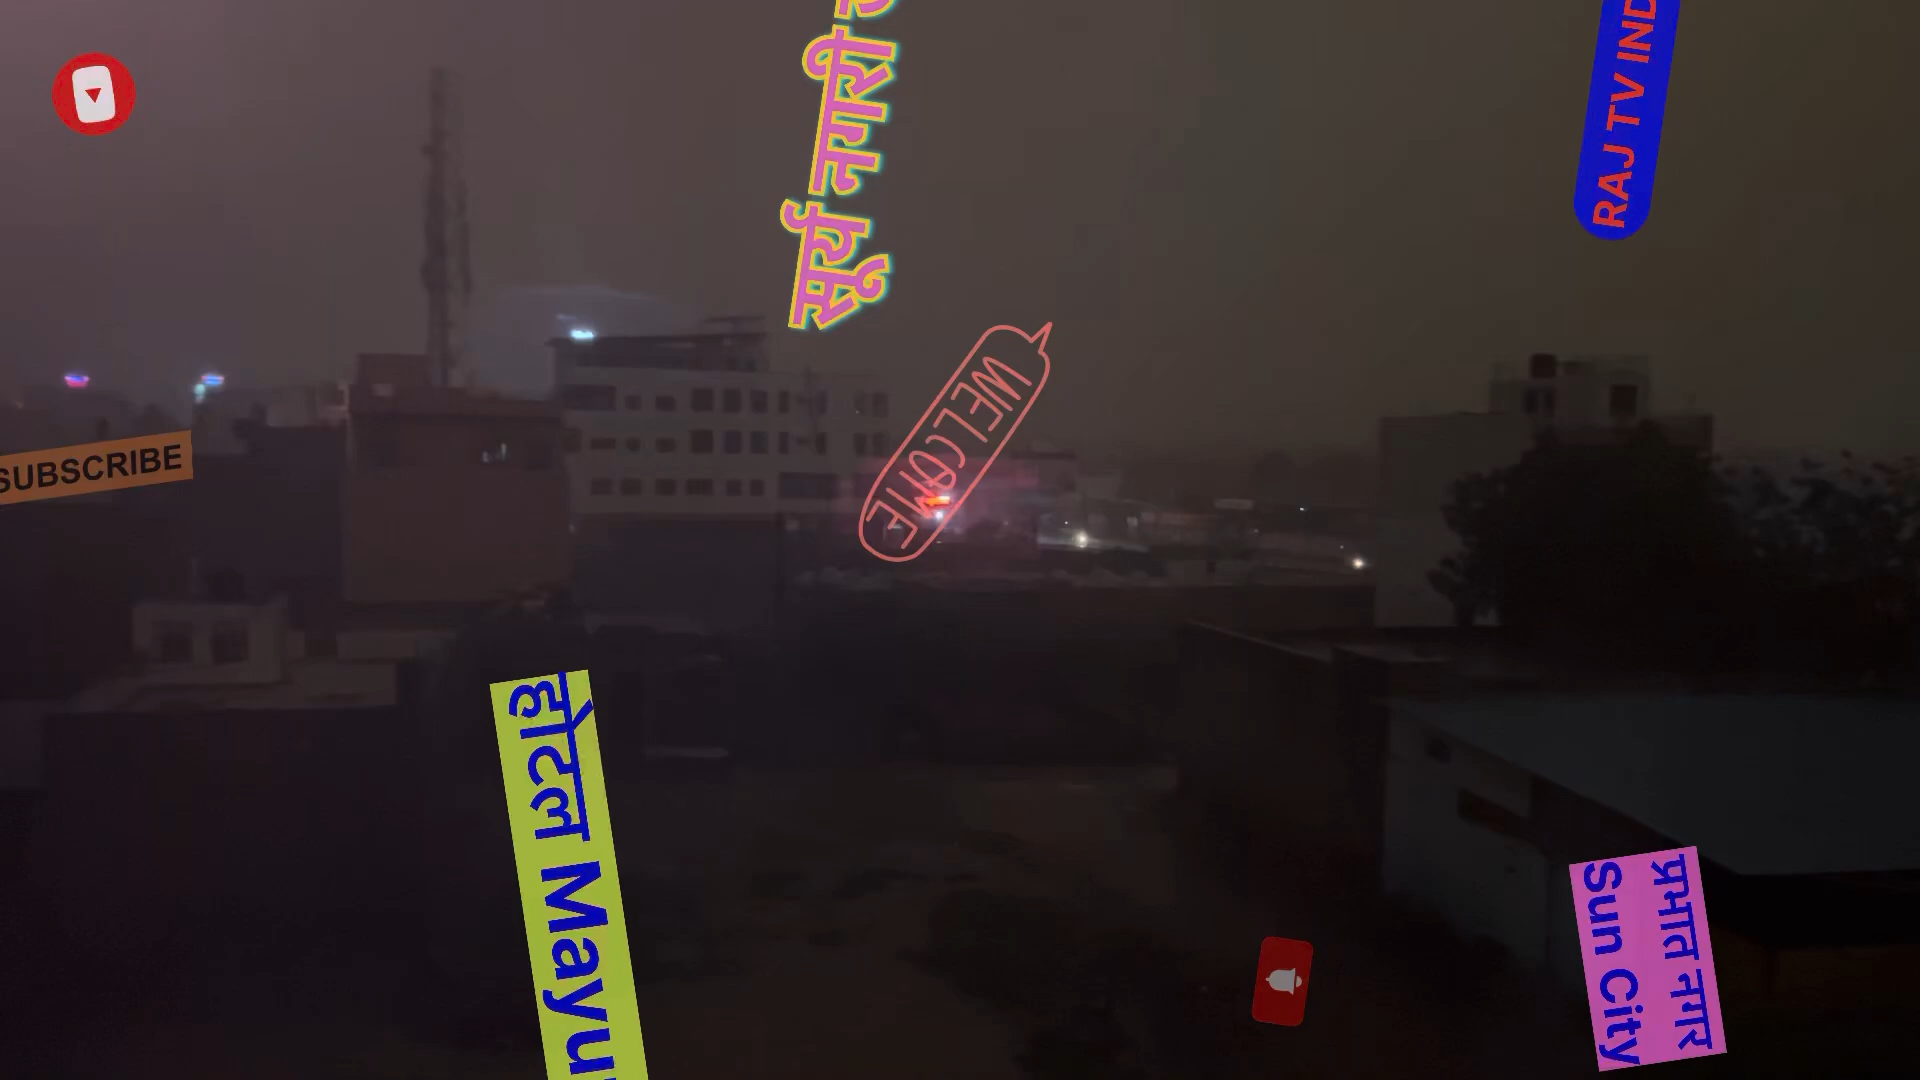 सूर्य नगरी
RAJ TV IND
WELCOME
SUBSCRIBE
होटल Mayu
प्रभात नगर
Sun City